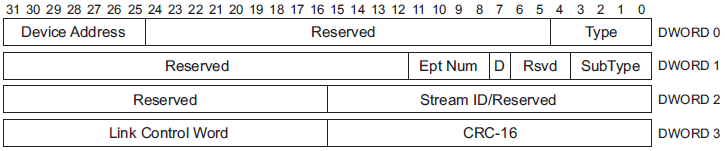 31 30 29 28 27 26 25 24 23 22 21 20 19 18 17 16 15 14 13 12 11 10 9 8 7 6 5 4 3 2 1 0
Device Address Reserved Type DWORD 0
Reserved Ept Num D Rsvd SubType DWORD 1
Reserved Stream ID/Reserved DWORD 2
Link Control Word CRC-16 DWORD 3